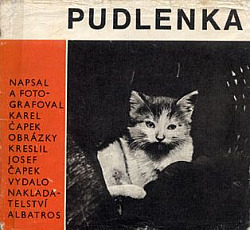 PUDLENKA
NAPSAL
A FOTO-
GRAFOVAL
KAREL
ČAPEK
OBRÁZKY
KRESLIL
JOSEF
ČAPEK
VYDALO
NAKLADA-
TELSTVÍ
ALBATROS